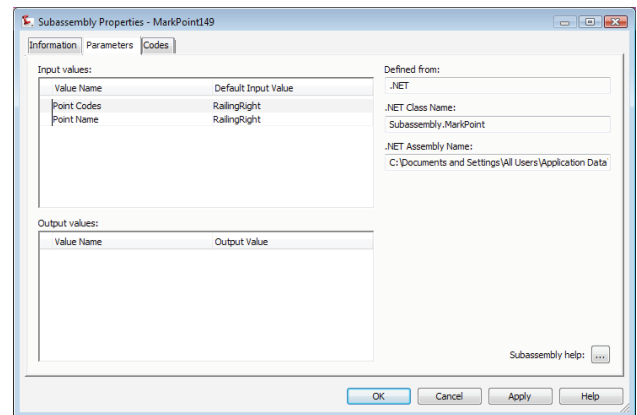 Subassembly Properties - MarkPoint149
Information Parameters Codes
Input values:
Value Name Default Input Value
Point Codes RailingRight
Point Name RailingRight
Output values:
Value Name Output Value
Defined from:
.NET
.NET Class Name:
Subassembly.MarkPoint
.NET Assembly Name:
C:\Documents and Settings\All Users\Application Data
Subassembly help: ...
OK Cancel Apply Help